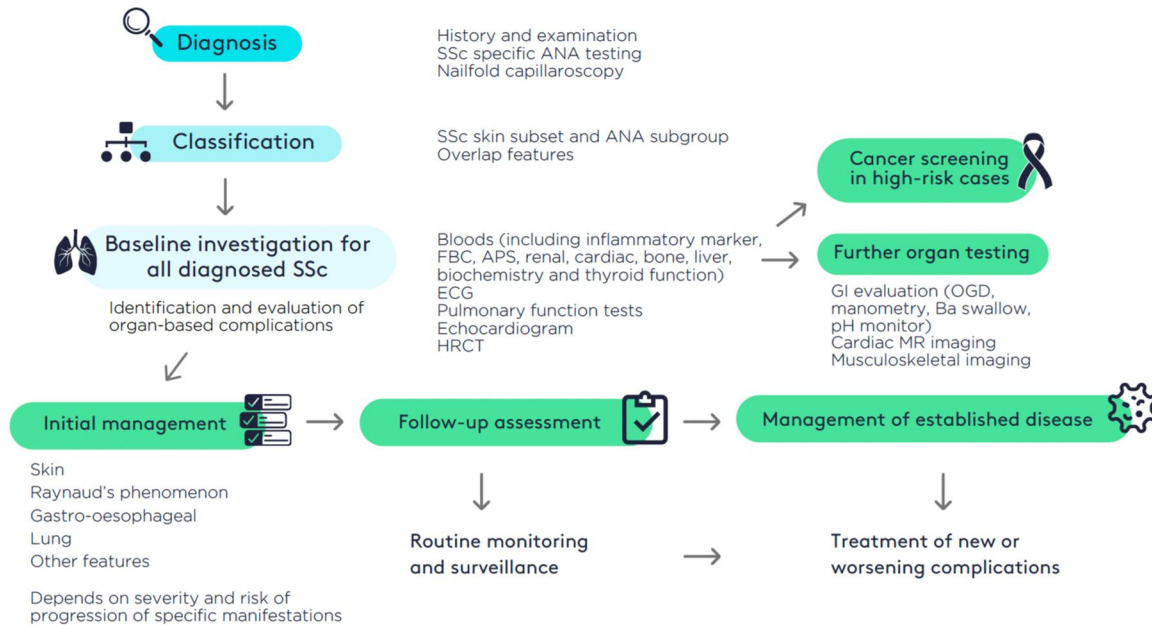 Diagnosis
History and examination
SSc specific ANA testing
Nailfold capillaroscopy
Classification
SSc skin subset and ANA subgroup
Overlap features
Cancer screening
in high-risk cases
Baseline investigation for
all diagnosed SSc
Identification and evaluation of
organ-based complications
Bloods (including inflammatory marker,
FBC, APS, renal, cardiac, bone, liver,
biochemistry and thyroid function)
ECG
Pulmonary function tests
Echocardiogram
HRCT
Further organ testing
GI evaluation (OGD,
manometry, Ba swallow,
pH monitor)
Cardiac MR imaging
Musculoskeletal imaging
Initial management
Skin
Raynaud's phenomenon
Gastro-oesophageal
Lung
Other features
Depends on severity and risk of
progression of specific manifestations
Follow-up assessment
Routine monitoring
and surveillance
Management of established disease
Treatment of new or
worsening complications